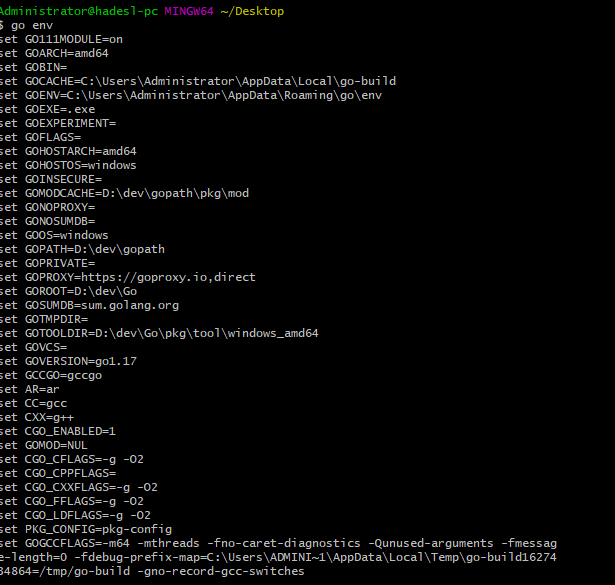 Administrator@hadesl-pc MINGW64 ~/Desktop
$ go env
set GO111MODULE=on
set GOARCH=amd64
set GOBIN=
set GOCACHE=C:\Users\Administrator\AppData\Local\go-build
set GOENV=C:\Users\Administrator\AppData\Roaming\go\env
set GOEXE=.exe
set GOEXPERIMENT=
set GOFLAGS=
set GOHOSTARCH=amd64
set GOHOSTOS=windows
set GOINSECURE=
set GOMODCACHE=D:\dev\gopath\pkg\mod
set GONOPROXY=
set GONOSUMDB=
set GOOS=windows
set GOPATH=D:\dev\gopath
set GOPRIVATE=
set GOPROXY=https://goproxy.io,direct
set GOROOT=D:\dev\Go
set GOSUMDB=sum.golang.org
set GOTMPDIR=
set GOTOOLDIR=D:\dev\Go\pkg\tool\windows_amd64
set GOVCS=
set GOVERSION=go1.17
set GCCGO=gccgo
set AR=ar
set CC=gcc
set CXX=g++
set CGO_ENABLED=1
set GOMOD=NUL
set CGO_CFLAGS=-g -O2
set CGO_CPPFLAGS=
set CGO_CXXFLAGS=-g -O2
set CGO_FFLAGS=-g -O2
set CGO_LDFLAGS=-g -O2
set PKG_CONFIG=pkg-config
set GOGCCFLAGS=-m64 -mthreads -fno-caret-diagnostics -Qunused-arguments -fmessag
e-length=0 -fdebug-prefix-map=C:\Users\ADMINI~1\AppData\Local\Temp\go-build16274
34864=/tmp/go-build -gno-record-gcc-switches